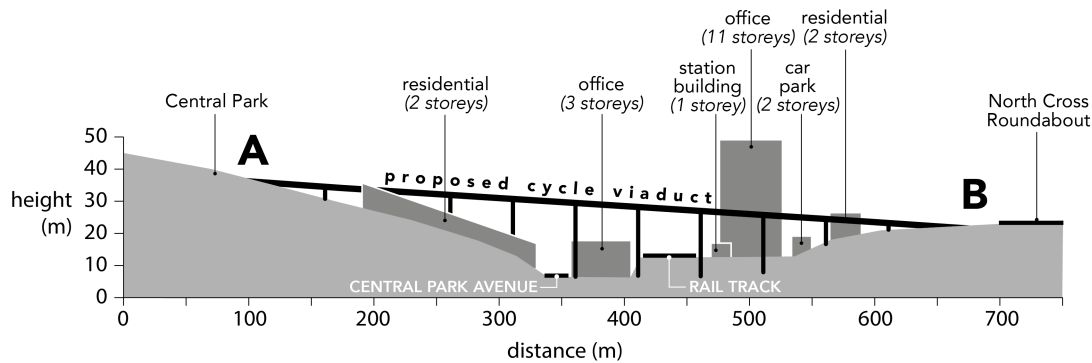 office
(11 storeys)
residential
(2 storeys)
residential
(2 storeys)
office
(3 storeys)
station
building
(1 storey)
car
park
(2 storeys)
Central Park
North Cross
Roundabout
A
proposed cycle viaduct
B
height
(m)
50
40
30
20
10
0
CENTRAL PARK AVENUE
RAIL TRACK
0 100 200 300 400 500 600 700
distance (m)